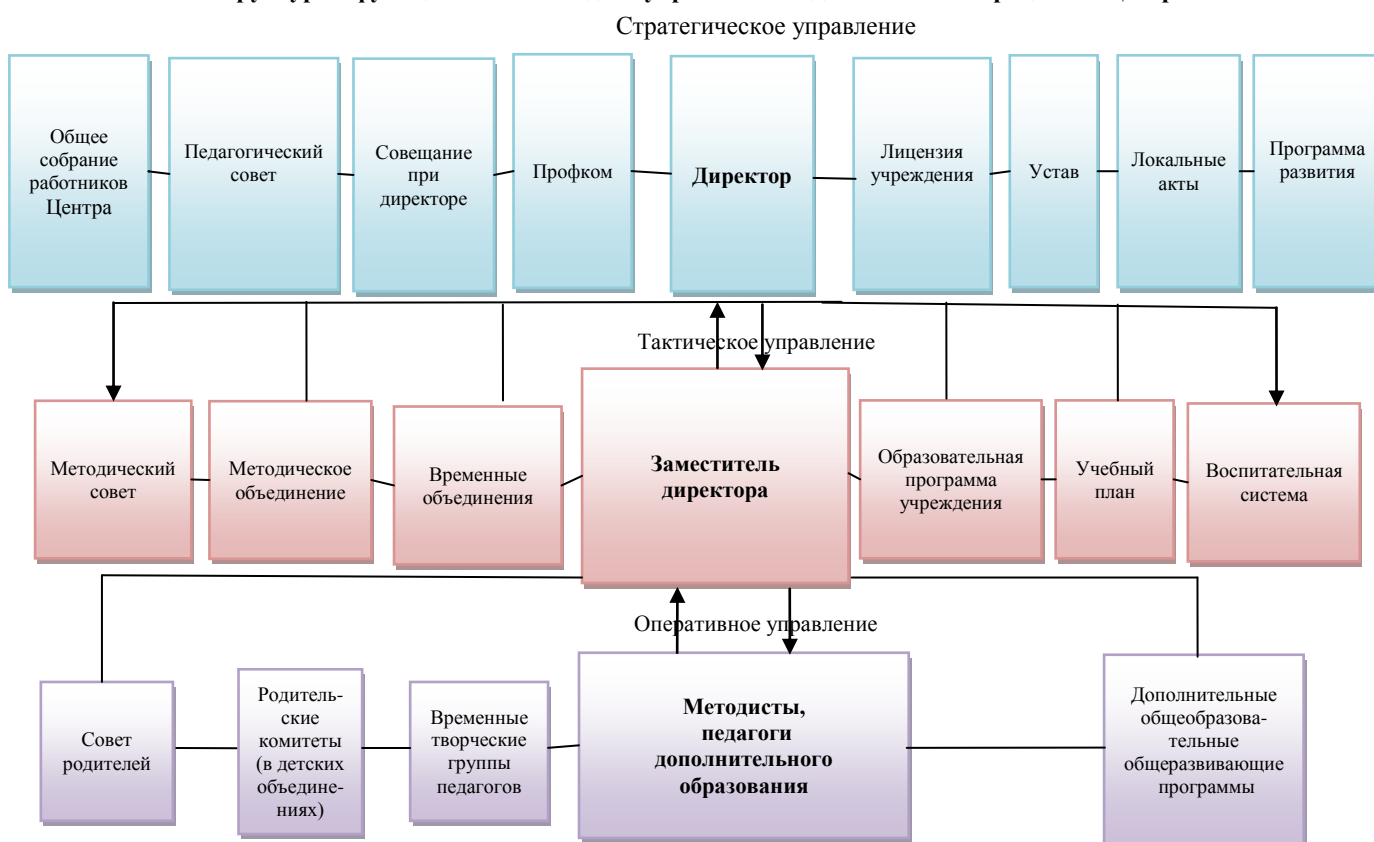 Стратегическое управление
Общее
собрание
работников
Центра
Педагогический
совет
Совещание
при
директоре
Профком
Директор
Лицензия
учреждения
Устав
Локальные
акты
Программа
развития
Тактическое управление
Методический
совет
Методическое
объединение
Временные
объединения
Заместитель
директора
Образовательная
программа
учреждения
Учебный
план
Воспитательная
система
Оперативное управление
Совет
родителей
Родитель-
ские
комитеты
(в детских
объедине-
ниях)
Временные
творческие
группы
педагогов
Методисты,
педагоги
дополнительного
образования
Дополнительные
общеобразова-
тельные
общеразвивающие
программы